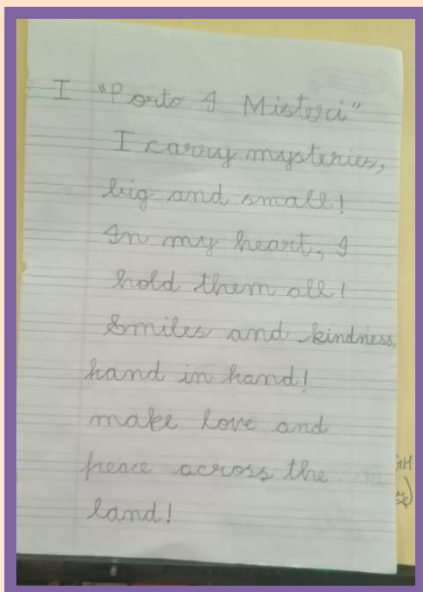 I "Porto I Misteri"
I carry mysteries,
big and small!
In my heart, I
hold them all!
Smiles and kindness,
hand in hand!
make love and
peace across the
land!